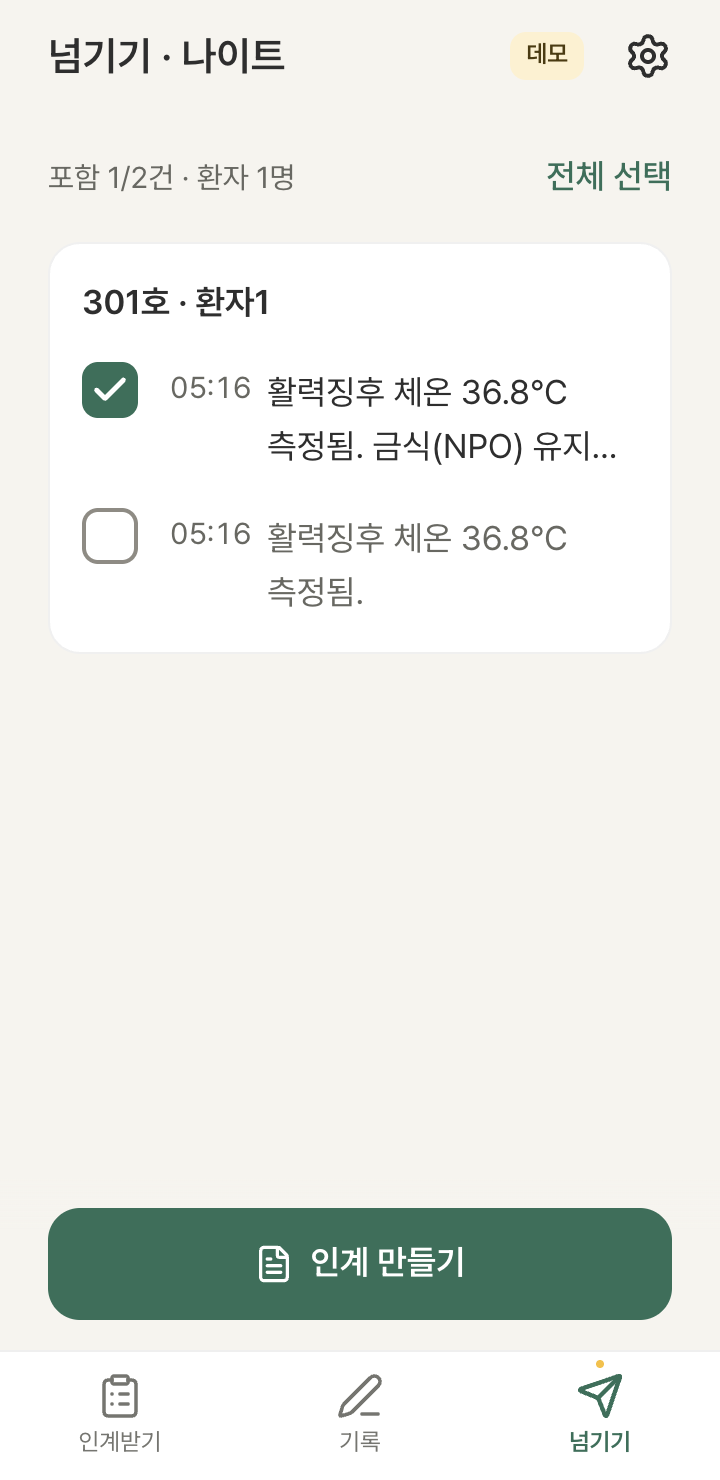 넘기기 · 나이트
데모
포함 1/2건 · 환자 1명
전체 선택
301호 · 환자1
05:16 활력징후 체온 36.8°C
측정됨. 금식(NPO) 유지...
05:16 활력징후 체온 36.8°C
측정됨.
인계 만들기
인계받기
기록
넘기기